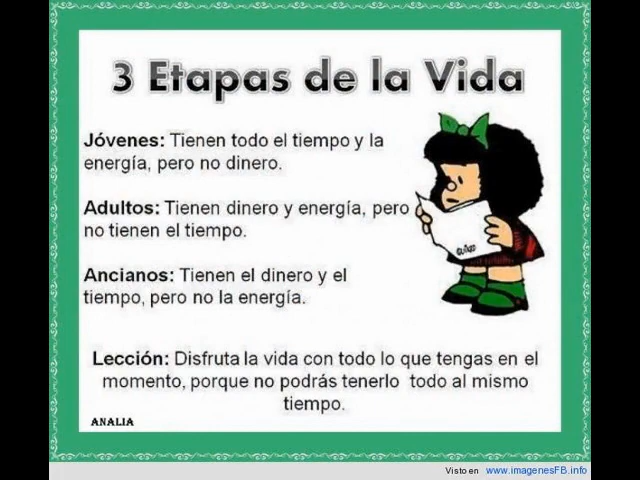 3 Etapas de la Vida
Jóvenes: Tienen todo el tiempo y la
energía, pero no dinero.
Adultos: Tienen dinero y energía, pero
no tienen el tiempo.
Ancianos: Tienen el dinero y el
tiempo, pero no la energía.
Lección: Disfruta la vida con todo lo que tengas en el
momento, porque no podrás tenerlo todo al mismo
tiempo.
ANALIA
Visto en www.imagenesFB.info